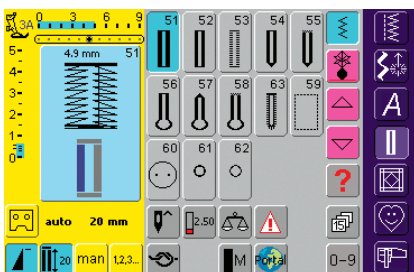 3A 0 3 6 9
51 52 53 54 55
5
4.9 mm 51
4
3
56 57 58 63 59
2
1
0
60 61 62
A
?
auto 20 mm
2.50
15
20 man 1,2,3...
M Portal 0-9